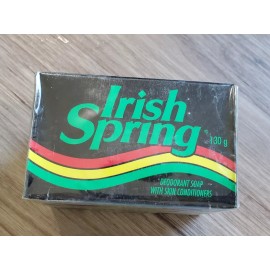 Irish
Spring
130 g
DEODORANT SOAP
WITH SKIN CONDITIONERS